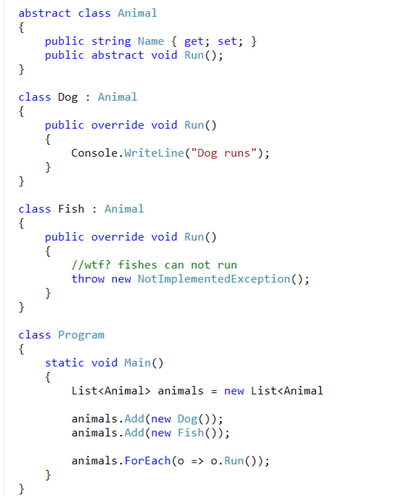 abstract class Animal
{
public string Name { get; set; }
public abstract void Run();
}
class Dog : Animal
{
public override void Run()
{
Console.WriteLine("Dog runs");
}
}
class Fish : Animal
{
public override void Run()
{
//wtf? fishes can not run
throw new NotImplementedException();
}
}
class Program
{
static void Main()
{
List<Animal> animals = new List<Animal
animals.Add(new Dog());
animals.Add(new Fish());
animals.ForEach(o => o.Run());
}
}